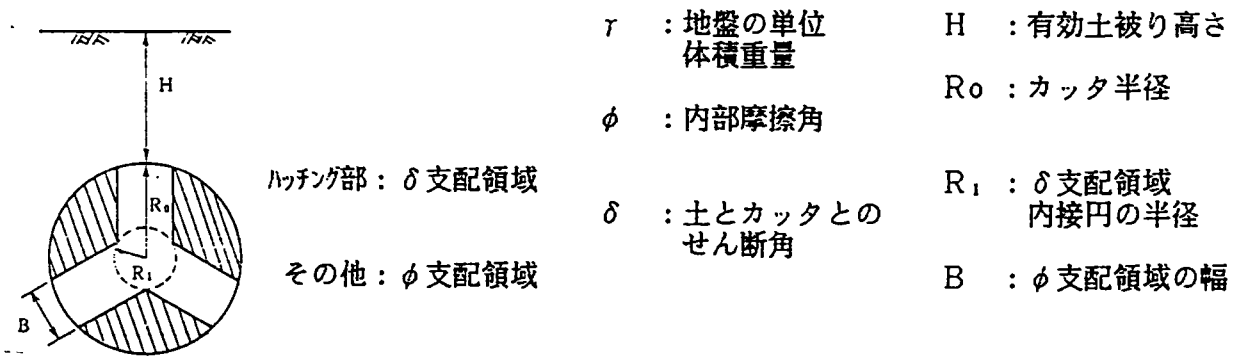 H
R₀
R₁
B
ハッチング部：δ支配領域
その他：φ支配領域
γ ：地盤の単位
体積重量
φ ：内部摩擦角
δ ：土とカッタとの
せん断角
H ：有効土被り高さ
R₀ ：カッタ半径
R₁ ：δ支配領域
内接円の半径
B ：φ支配領域の幅